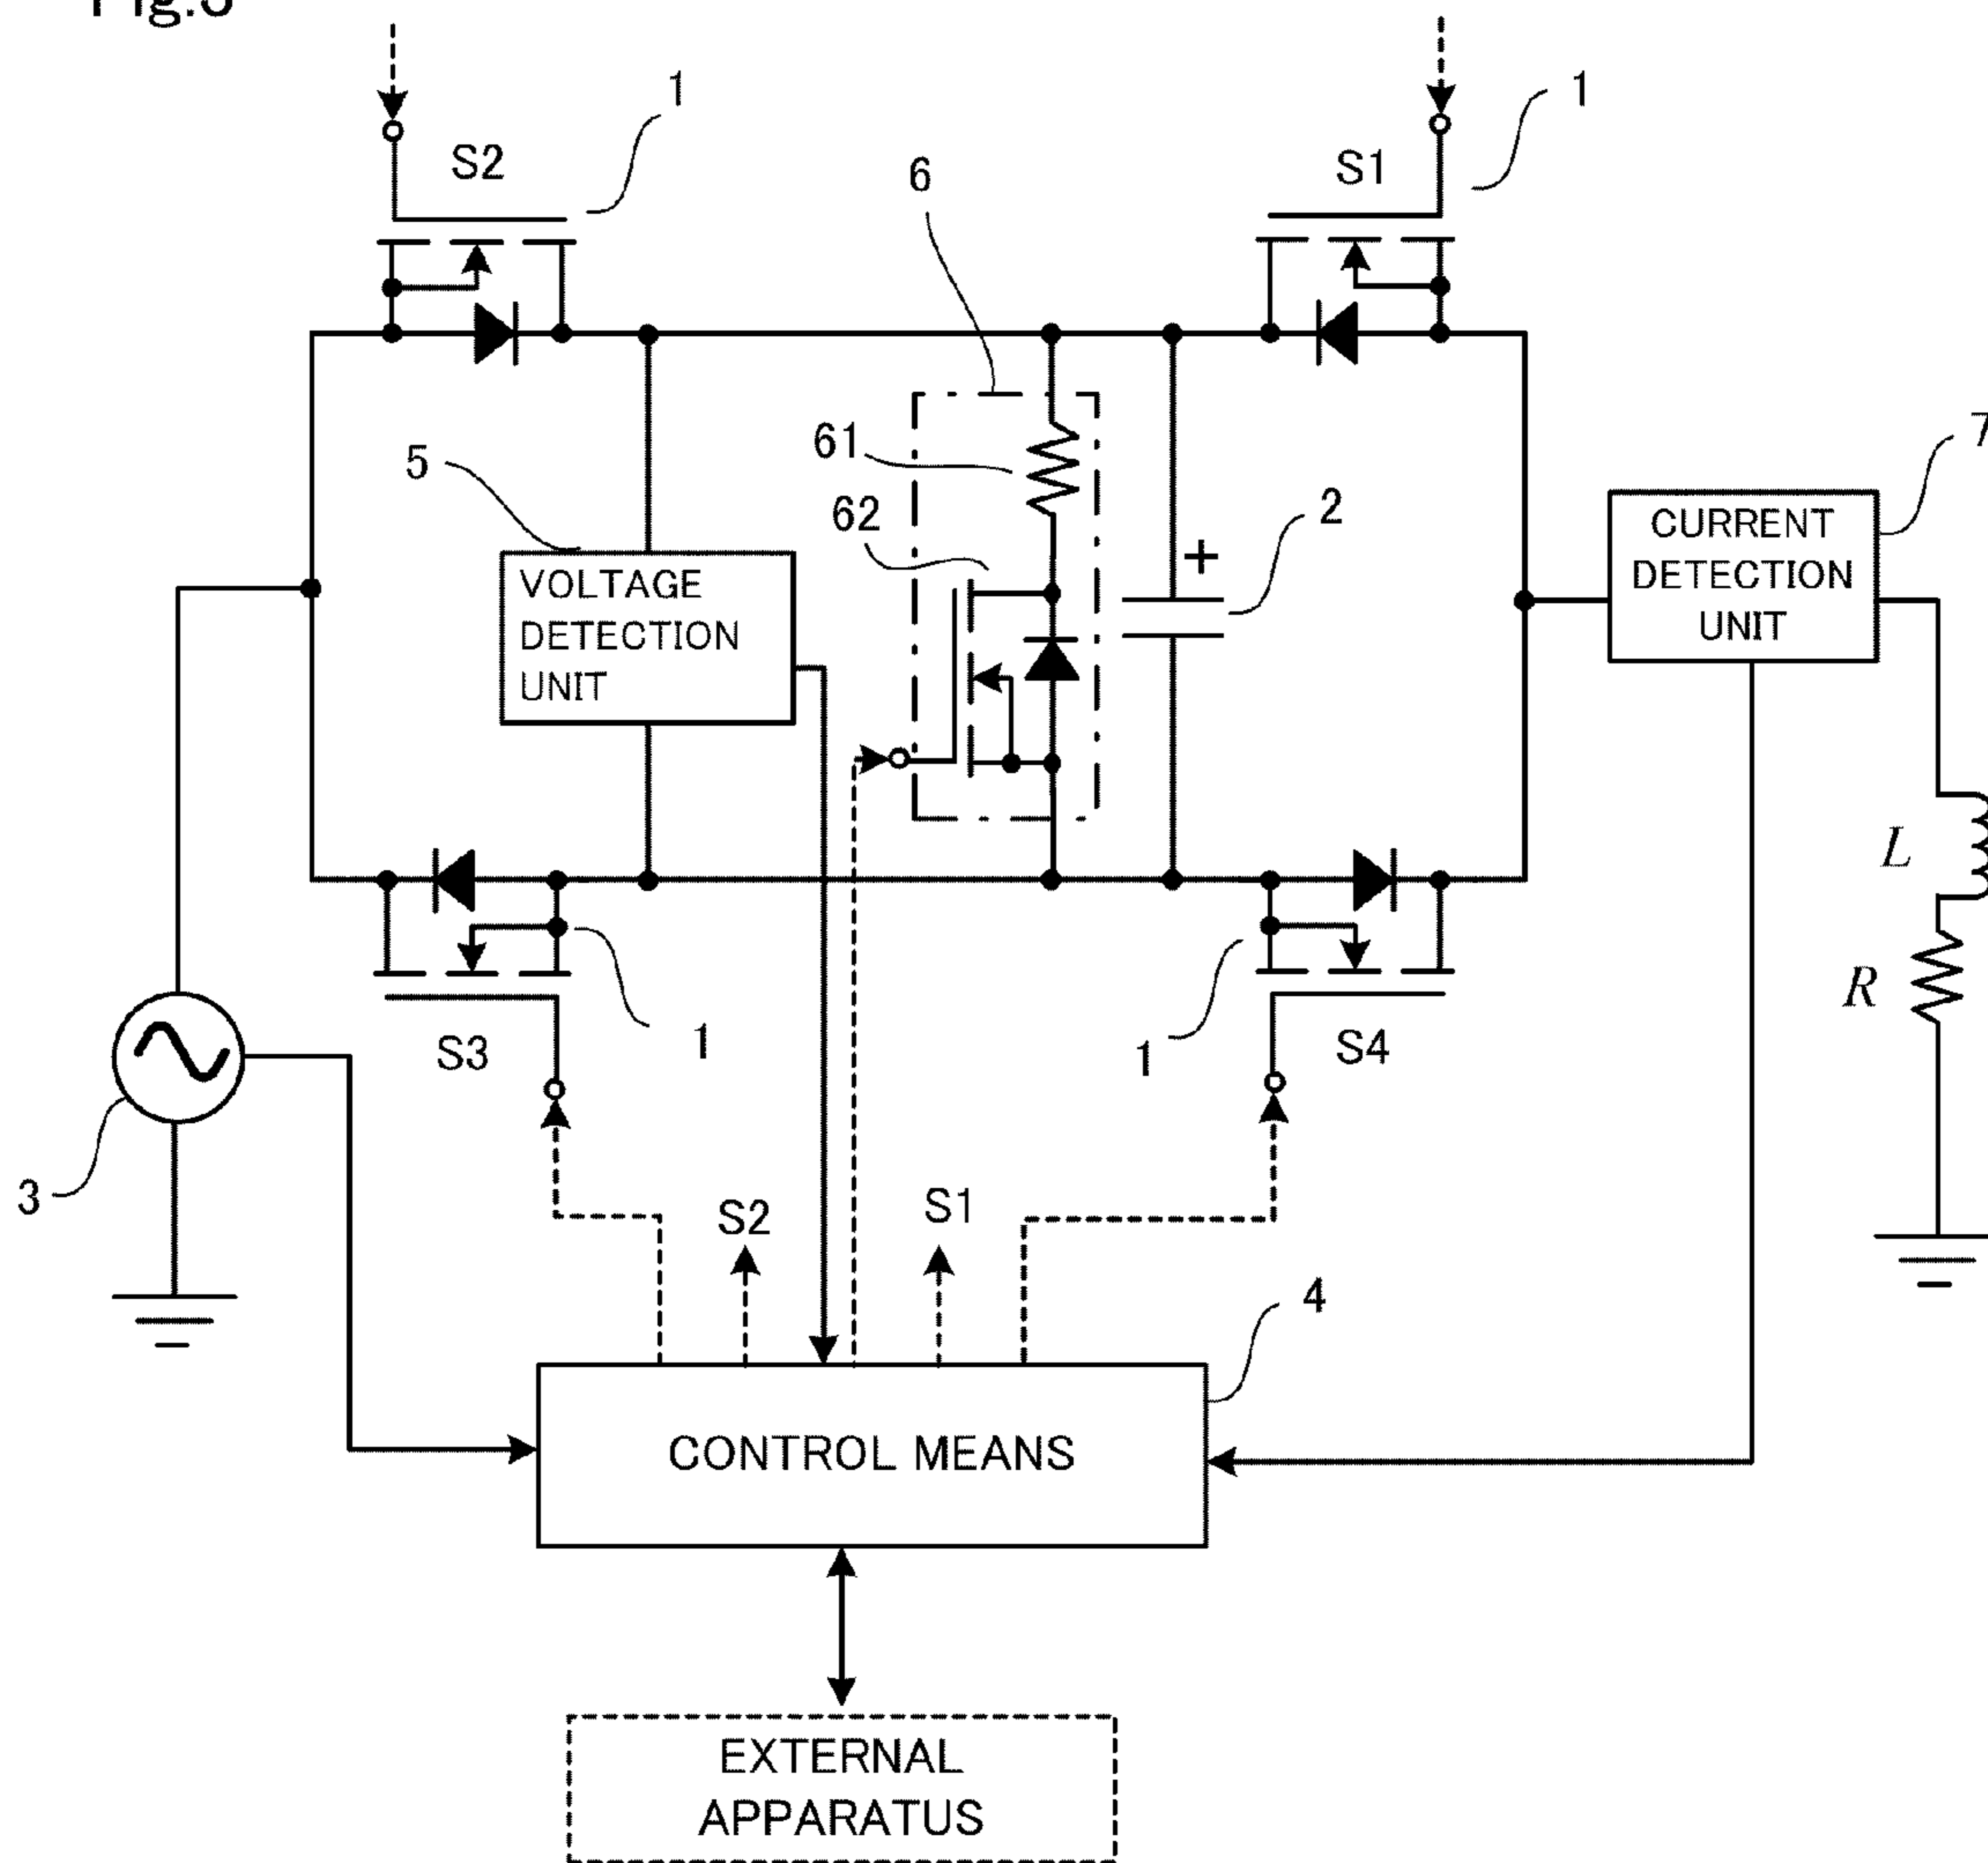 1
1
S2
S1
6
5
61
62
2
7
VOLTAGE
DETECTION
UNIT
+
CURRENT
DETECTION
UNIT
L
R
S3
1
1
S4
3
S2
S1
4
CONTROL MEANS
EXTERNAL
APPARATUS